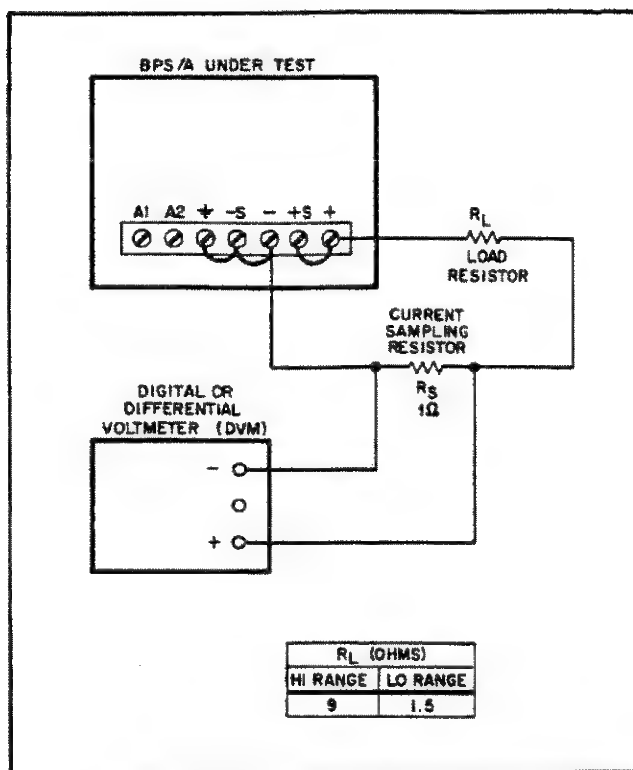 BPS/A UNDER TEST
A1 A2 ⏚ -S - +S +
RL
LOAD
RESISTOR
CURRENT
SAMPLING
RESISTOR
RS
1Ω
DIGITAL OR
DIFFERENTIAL
VOLTMETER (DVM)
-
+
RL (OHMS)
HI RANGE LO RANGE
9 1.5